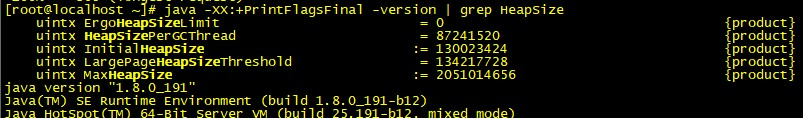 [root@localhost ~]# java -XX:+PrintFlagsFinal -version | grep HeapSize
uintx ErgoHeapSizeLimit = 0 {product}
uintx HeapSizePerGCThread = 87241520 {product}
uintx InitialHeapSize := 130023424 {product}
uintx LargePageHeapSizeThreshold = 134217728 {product}
uintx MaxHeapSize := 2051014656 {product}
java version "1.8.0_191"
Java(TM) SE Runtime Environment (build 1.8.0_191-b12)
Java HotSpot(TM) 64-Bit Server VM (build 25.191-b12, mixed mode)